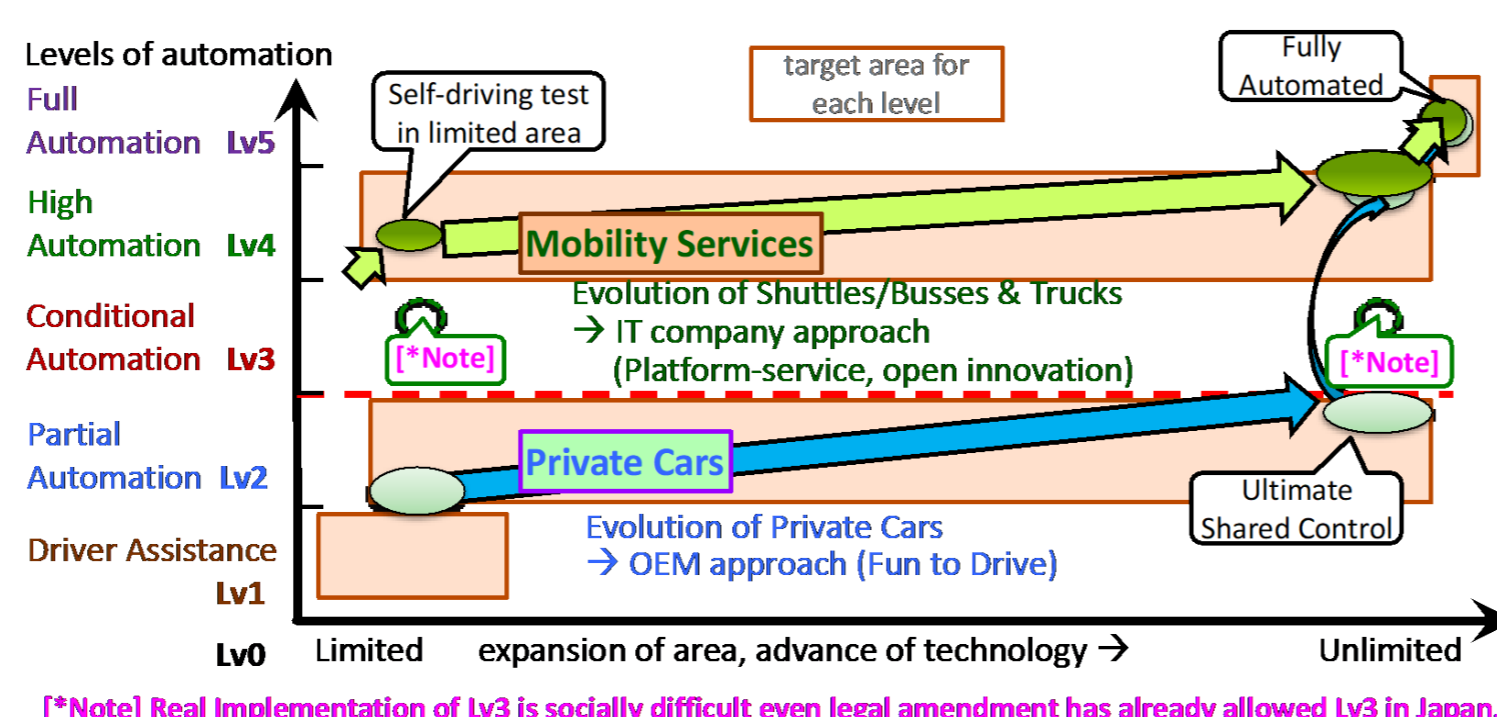 Levels of automation
Full
Automation Lv5
High
Automation Lv4
Conditional
Automation Lv3
Partial
Automation Lv2
Driver Assistance
Lv1
Lv0
target area for
each level
Self-driving test
in limited area
Fully
Automated
Mobility Services
Evolution of Shuttles/Busses & Trucks
→ IT company approach
(Platform-service, open innovation)
[*Note]
[*Note]
Private Cars
Ultimate
Shared Control
Evolution of Private Cars
→ OEM approach (Fun to Drive)
Limited
expansion of area, advance of technology →
Unlimited
[*Note] Real Implementation of Lv3 is socially difficult even legal amendment has already allowed Lv3 in Japan.